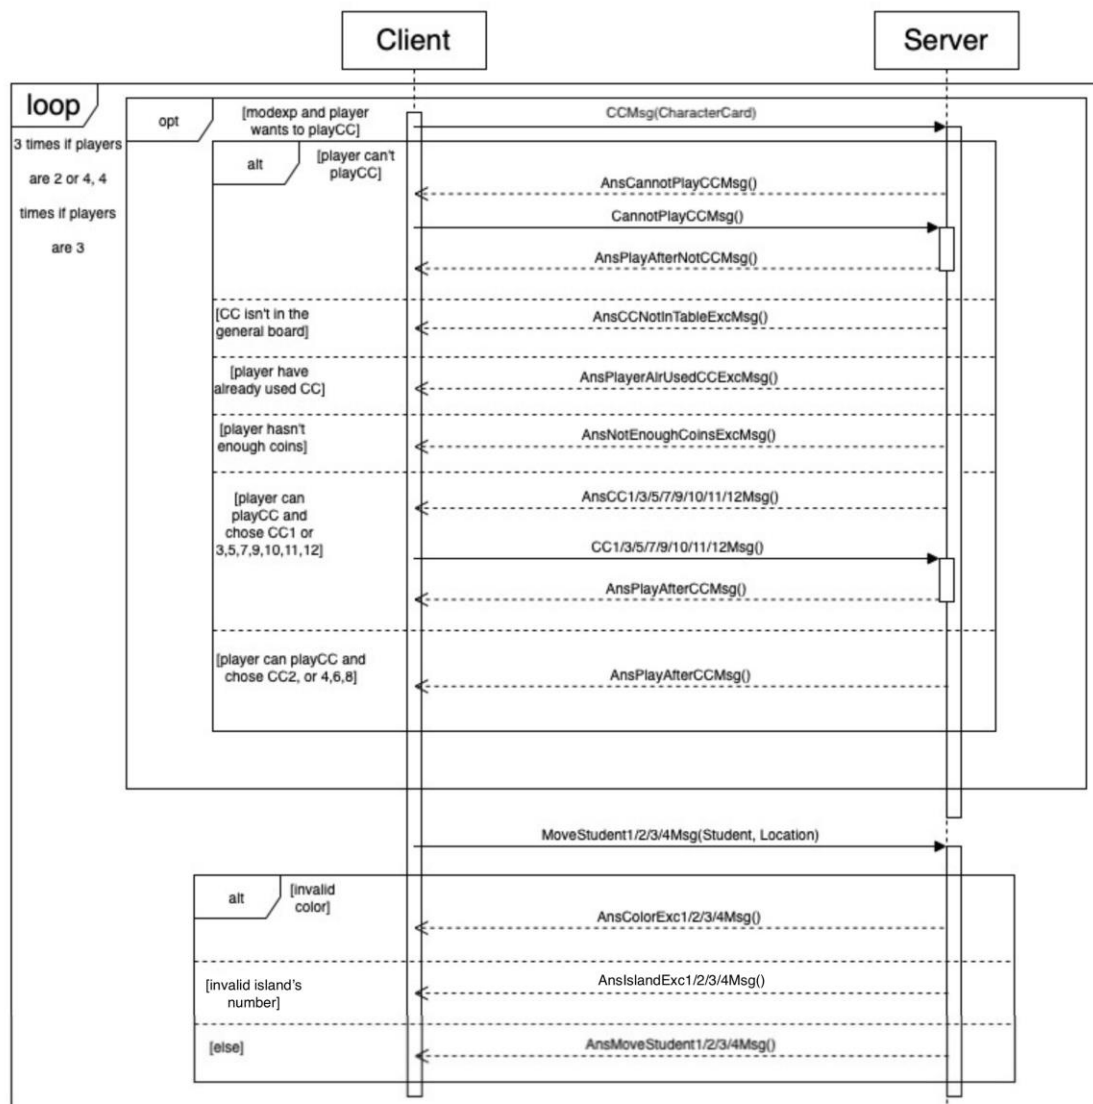 Client
Server
loop
3 times if players
are 2 or 4, 4
times if players
are 3
opt
[modexp and player
wants to playCC]
CCMsg(CharacterCard)
alt
[player can't
playCC]
AnsCannotPlayCCMsg()
CannotPlayCCMsg()
AnsPlayAfterNotCCMsg()
[CC isn't in the
general board]
AnsCCNotInTableExcMsg()
[player have
already used CC]
AnsPlayerAlrUsedCCExcMsg()
[player hasn't
enough coins]
AnsNotEnoughCoinsExcMsg()
[player can
playCC and
chose CC1 or
3,5,7,9,10,11,12]
AnsCC1/3/5/7/9/10/11/12Msg()
CC1/3/5/7/9/10/11/12Msg()
AnsPlayAfterCCMsg()
[player can playCC and
chose CC2, or 4,6,8]
AnsPlayAfterCCMsg()
MoveStudent1/2/3/4Msg(Student, Location)
alt
[invalid
color]
AnsColorExc1/2/3/4Msg()
[invalid island's
number]
AnsIslandExc1/2/3/4Msg()
[else]
AnsMoveStudent1/2/3/4Msg()